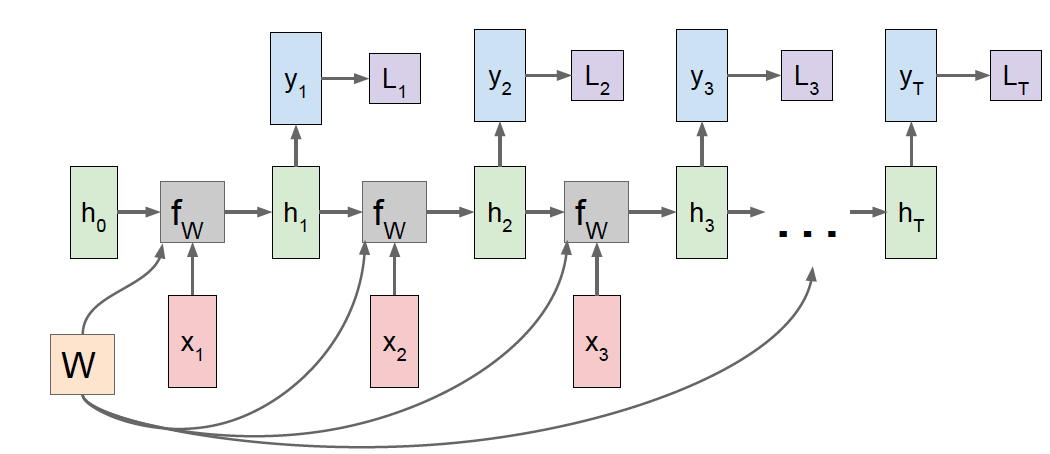 y1 L1 y2 L2 y3 L3 yT LT
h0 fW h1 fW h2 fW h3 ... hT
x1 x2 x3
W